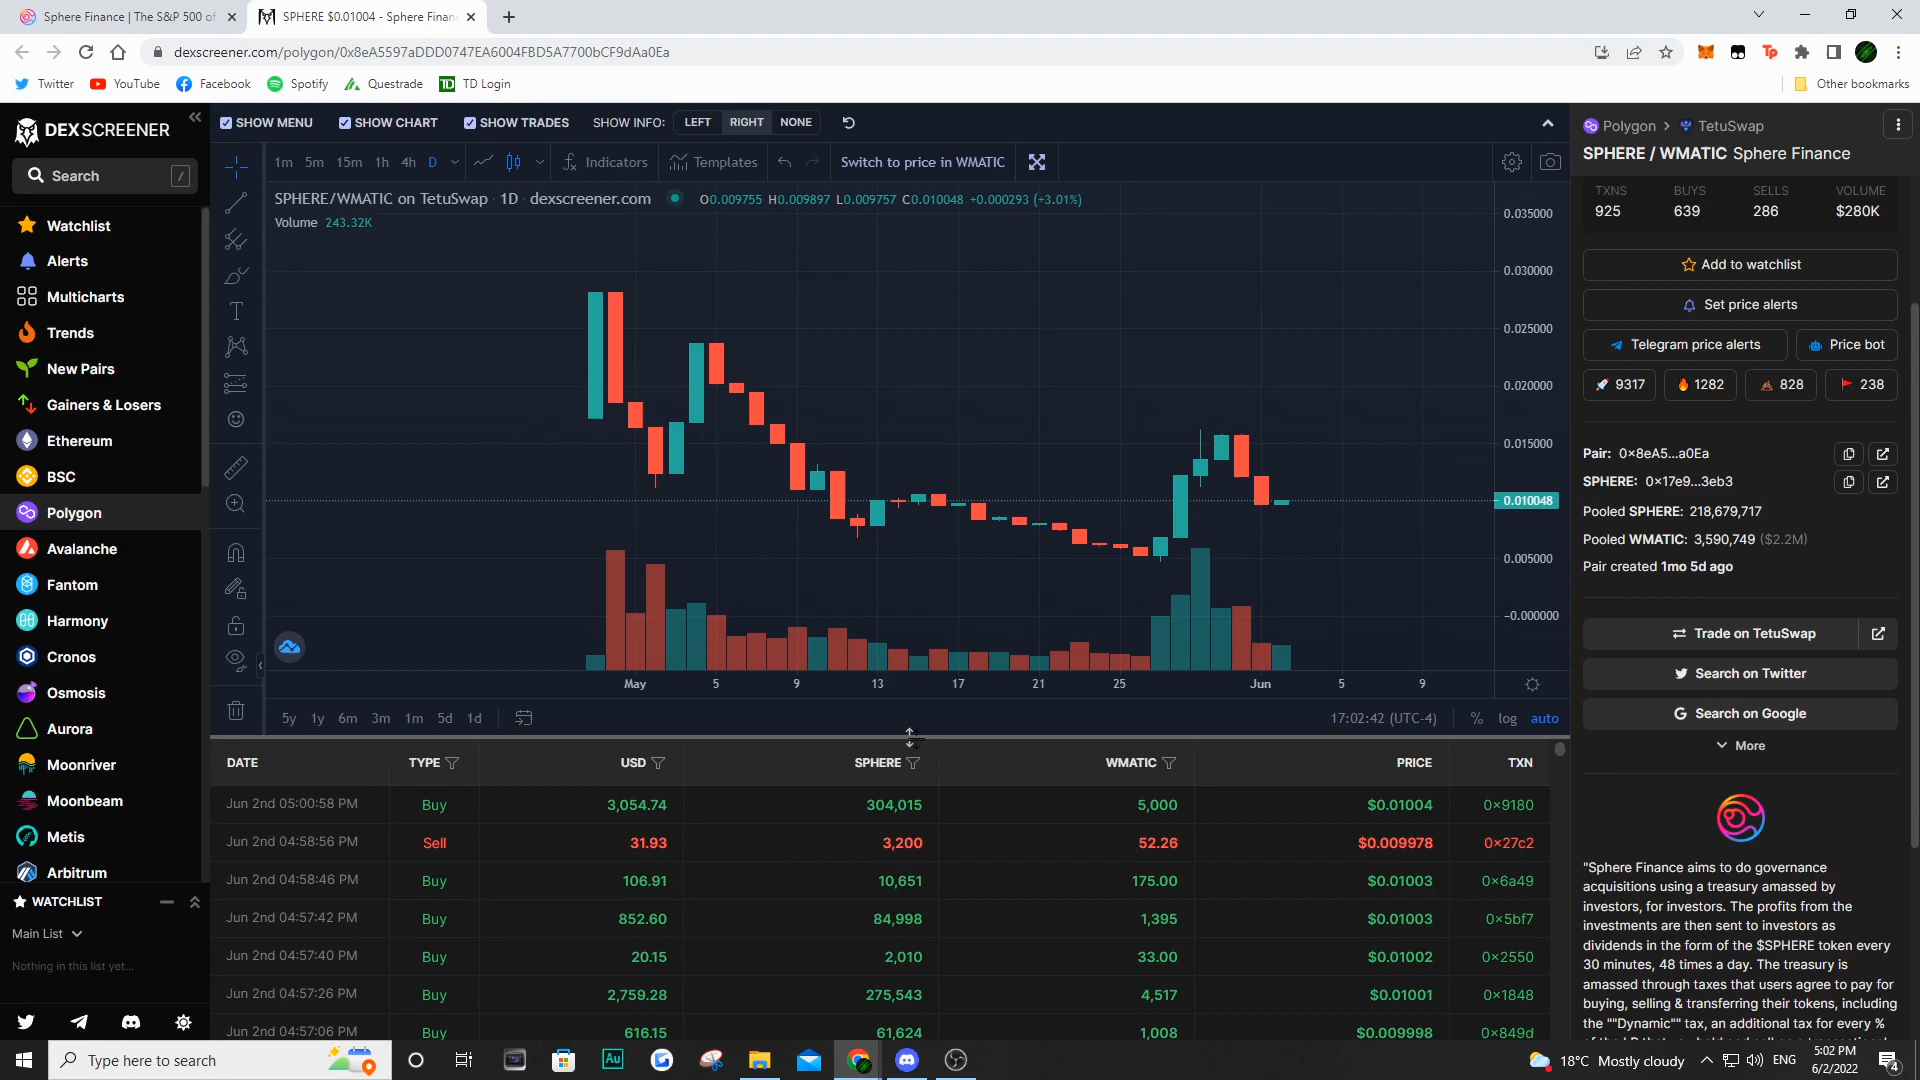 Sphere Finance | The S&P 500 of
SPHERE $0.01004 - Sphere Finan
dexscreener.com/polygon/0x8eA5597aDDD0747EA6004FBD5A7700bCF9dAa0Ea
Twitter
YouTube
Facebook
Spotify
Questrade
TD Login
Other bookmarks
DEXSCREENER
Search
/
Watchlist
Alerts
Multicharts
Trends
New Pairs
Gainers & Losers
Ethereum
BSC
Polygon
Avalanche
Fantom
Harmony
Cronos
Osmosis
Aurora
Moonriver
Moonbeam
Metis
Arbitrum
WATCHLIST
Main List
Nothing in this list yet...
SHOW MENU
SHOW CHART
SHOW TRADES
SHOW INFO:
LEFT
RIGHT
NONE
1m 5m 15m 1h 4h D
Indicators
Templates
Switch to price in WMATIC
SPHERE/WMATIC on TetuSwap · 1D · dexscreener.com
O0.009755 H0.009897 L0.009757 C0.010048 +0.000293 (+3.01%)
Volume 243.32K
0.035000
0.030000
0.025000
0.020000
0.015000
0.010048
0.005000
-0.000000
May 5 9 13 17 21 25 Jun 5 9
5y 1y 6m 3m 1m 5d 1d
17:02:42 (UTC-4)
% log auto
DATE TYPE USD SPHERE WMATIC PRICE TXN
Jun 2nd 05:00:58 PM Buy 3,054.74 304,015 5,000 $0.01004 0×9180
Jun 2nd 04:58:56 PM Sell 31.93 3,200 52.26 $0.009978 0×27c2
Jun 2nd 04:58:46 PM Buy 106.91 10,651 175.00 $0.01003 0×6a49
Jun 2nd 04:57:42 PM Buy 852.60 84,998 1,395 $0.01003 0×5bf7
Jun 2nd 04:57:40 PM Buy 20.15 2,010 33.00 $0.01002 0×2550
Jun 2nd 04:57:26 PM Buy 2,759.28 275,543 4,517 $0.01001 0×1848
Jun 2nd 04:57:06 PM Buy 616.15 61,624 1,008 $0.009998 0×849d
Polygon > TetuSwap
SPHERE / WMATIC Sphere Finance
TXNS BUYS SELLS VOLUME
925 639 286 $280K
Add to watchlist
Set price alerts
Telegram price alerts
Price bot
9317 1282 828 238
Pair: 0×8eA5...a0Ea
SPHERE: 0×17e9...3eb3
Pooled SPHERE: 218,679,717
Pooled WMATIC: 3,590,749 ($2.2M)
Pair created 1mo 5d ago
Trade on TetuSwap
Search on Twitter
Search on Google
More
"Sphere Finance aims to do governance
acquisitions using a treasury amassed by
investors, for investors. The profits from the
investments are then sent to investors as
dividends in the form of the $SPHERE token every
30 minutes, 48 times a day. The treasury is
amassed through taxes that users agree to pay for
buying, selling & transferring their tokens, including
the ""Dynamic"" tax, an additional tax for every %
Type here to search
Au
18°C Mostly cloudy
ENG
5:02 PM
6/2/2022
4